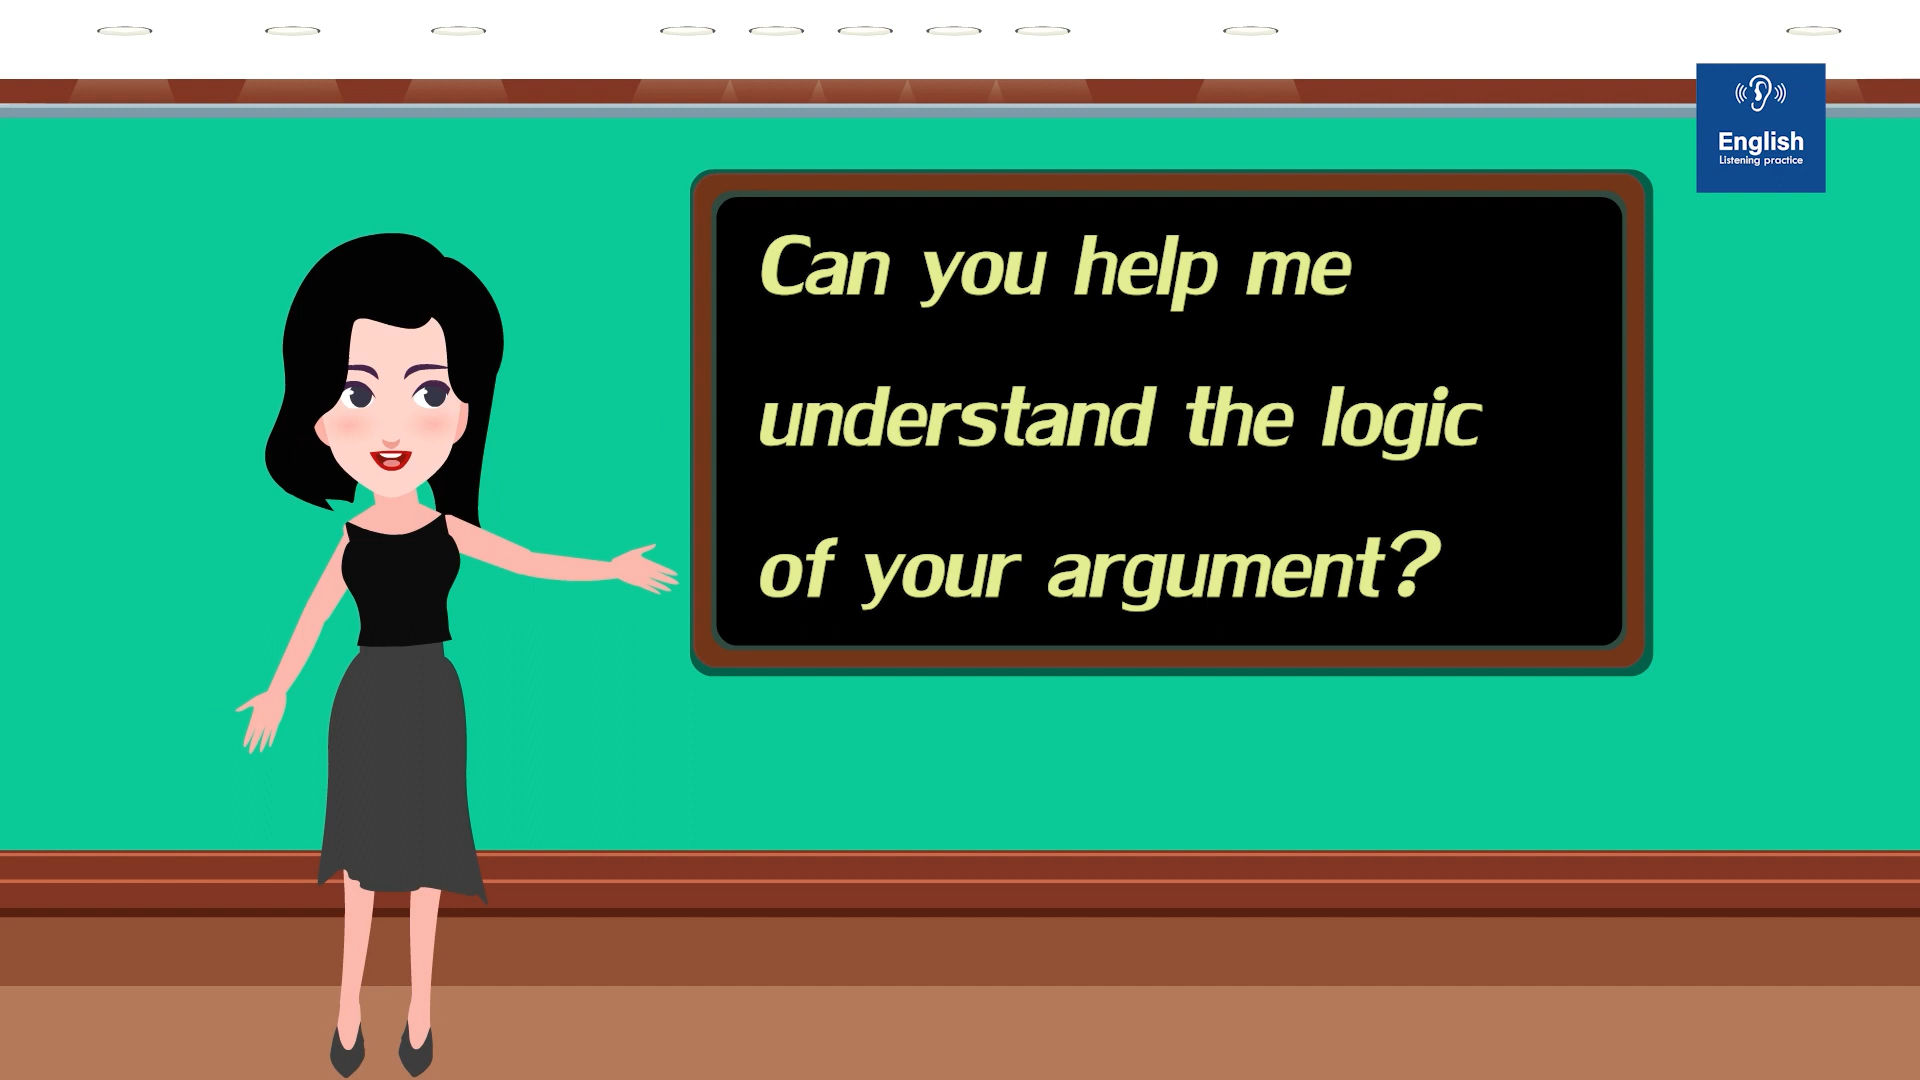 English
Listening practice
Can you help me
understand the logic
of your argument?